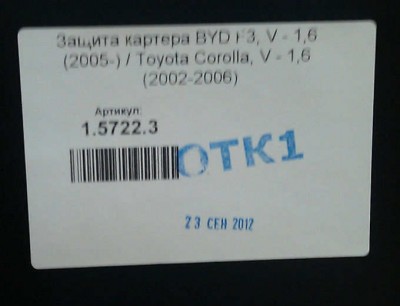 Защита картера BYD F3, V - 1,6
(2005-) / Toyota Corolla, V - 1,6
(2002-2006)
Артикул:
1.5722.3
ОТК1
23 СЕН 2012